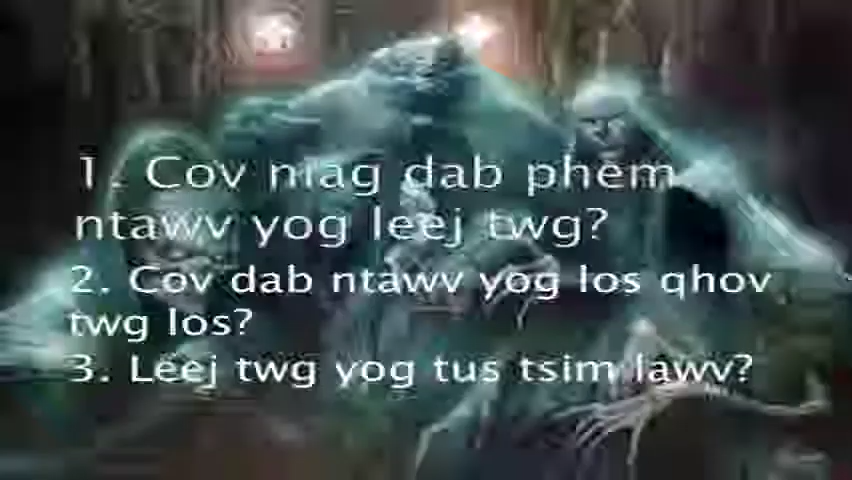 1. Cov niag dab phem
ntawv yog leej twg?
2. Cov dab ntawv yog los qhov
twg los?
3. Leej twg yog tus tsim lawv?